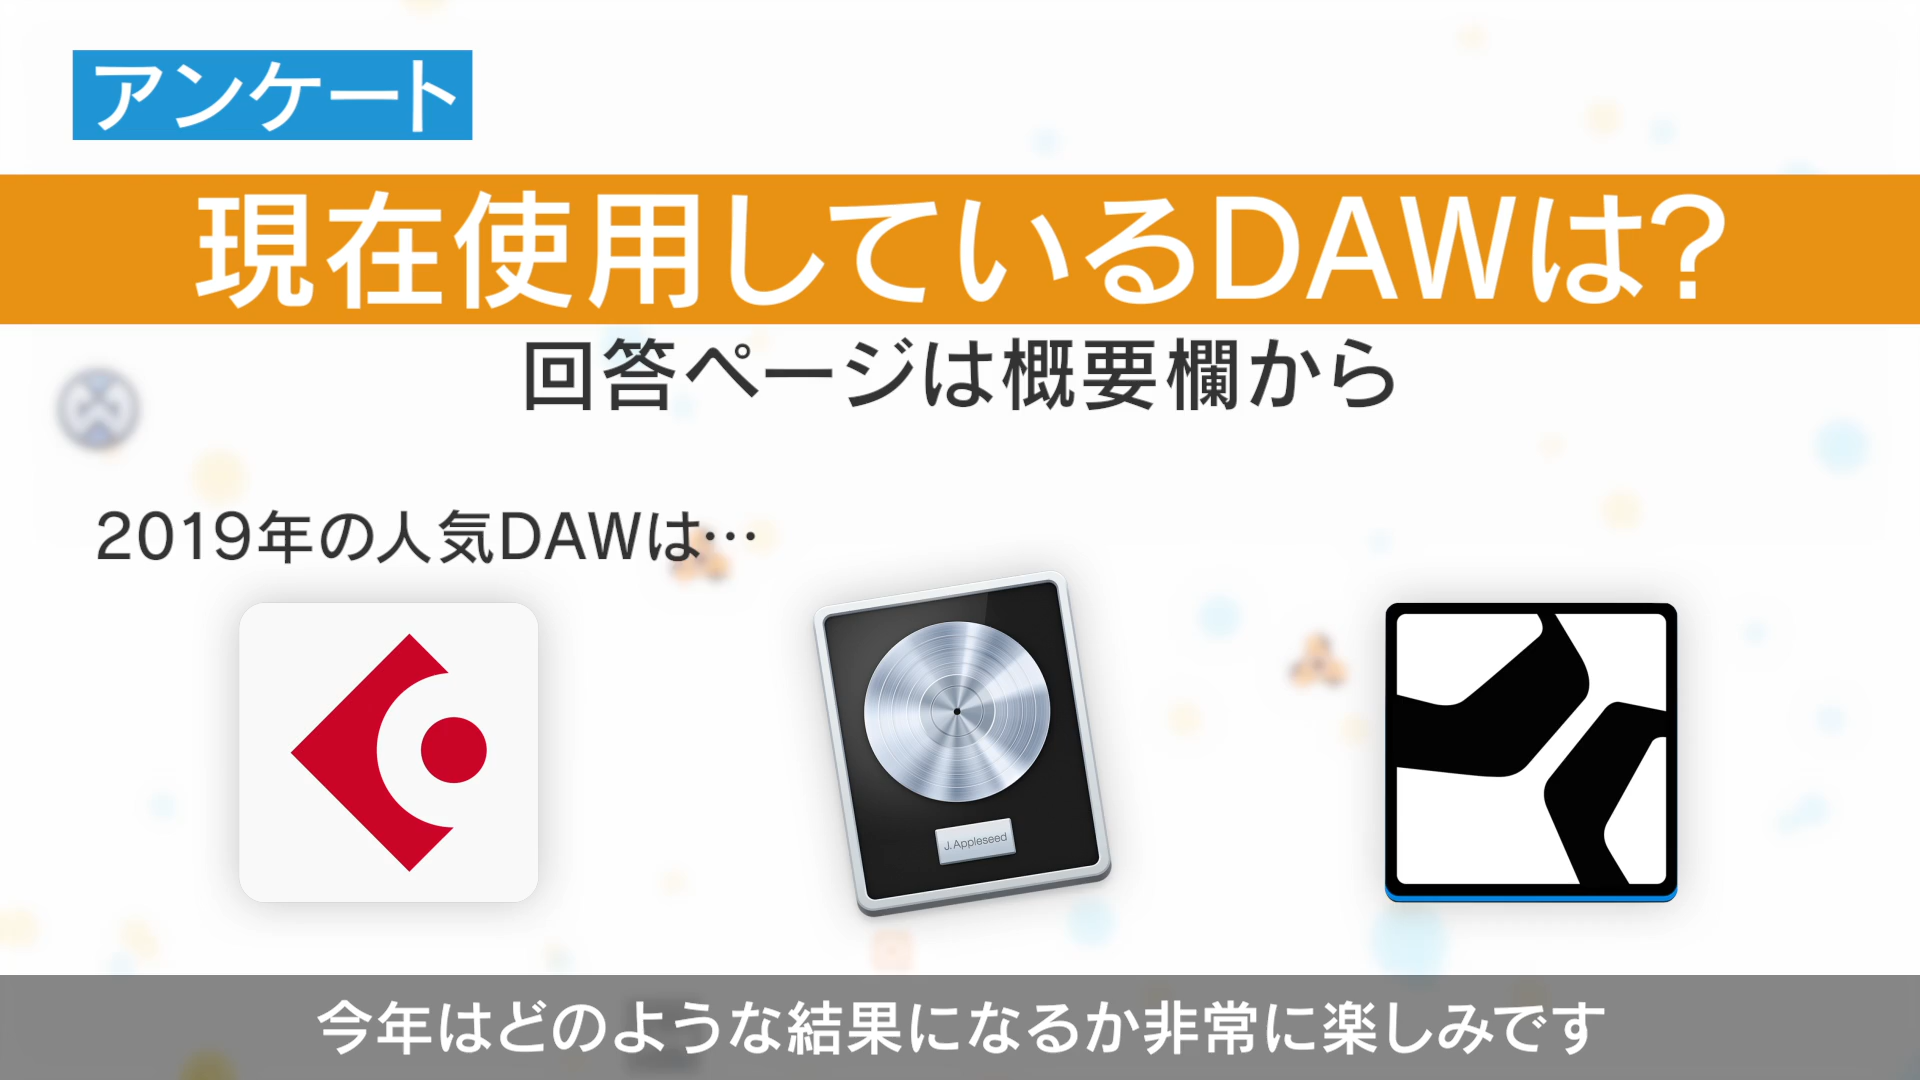 アンケート
現在使用しているDAWは?
回答ページは概要欄から
2019年の人気DAWは…
J. Appleseed
今年はどのような結果になるか非常に楽しみです